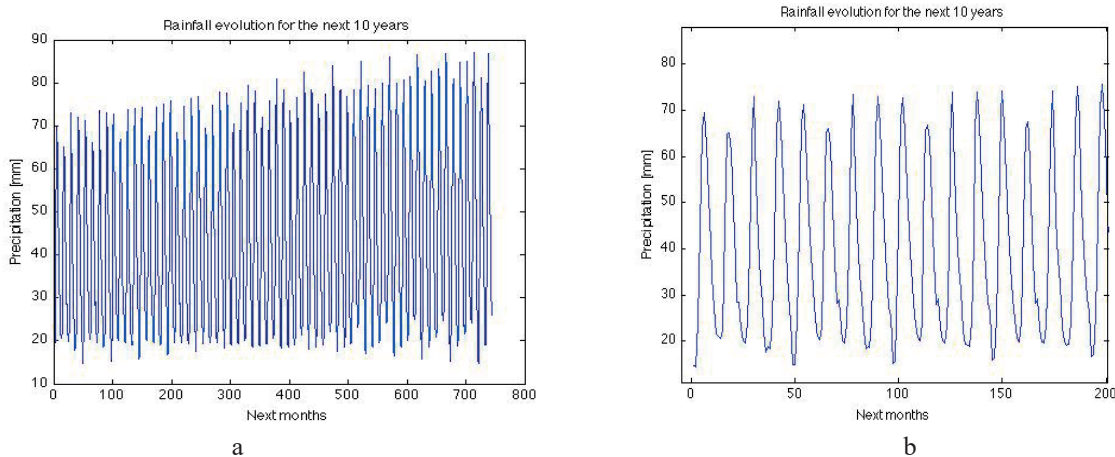 Rainfall evolution for the next 10 years
90
80
70
60
50
40
30
20
10
Precipitation [mm]
0 100 200 300 400 500 600 700 800
Next months
a
Rainfall evolution for the next 10 years
80
70
60
50
40
30
20
Precipitation [mm]
0 50 100 150 200
Next months
b